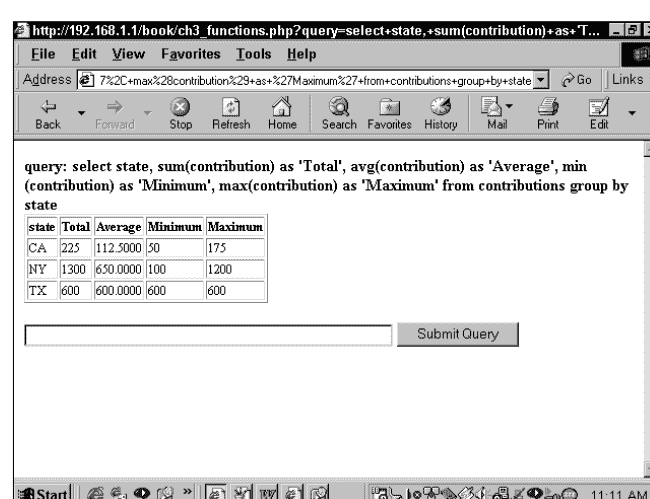 http://192.168.1.1/book/ch3_functions.php?query=select+state,+sum(contribution)+as+'T...
File Edit View Favorites Tools Help
Address 7%2C+max%28contribution%29+as+%27Maximum%27+from+contributions+group+by+state Go Links
Back Forward Stop Refresh Home Search Favorites History Mail Print Edit
query: select state, sum(contribution) as 'Total', avg(contribution) as 'Average', min
(contribution) as 'Minimum', max(contribution) as 'Maximum' from contributions group by
state
state Total Average Minimum Maximum
CA 225 112.5000 50 175
NY 1300 650.0000 100 1200
TX 600 600.0000 600 600
Submit Query
Start » 11:11 AM